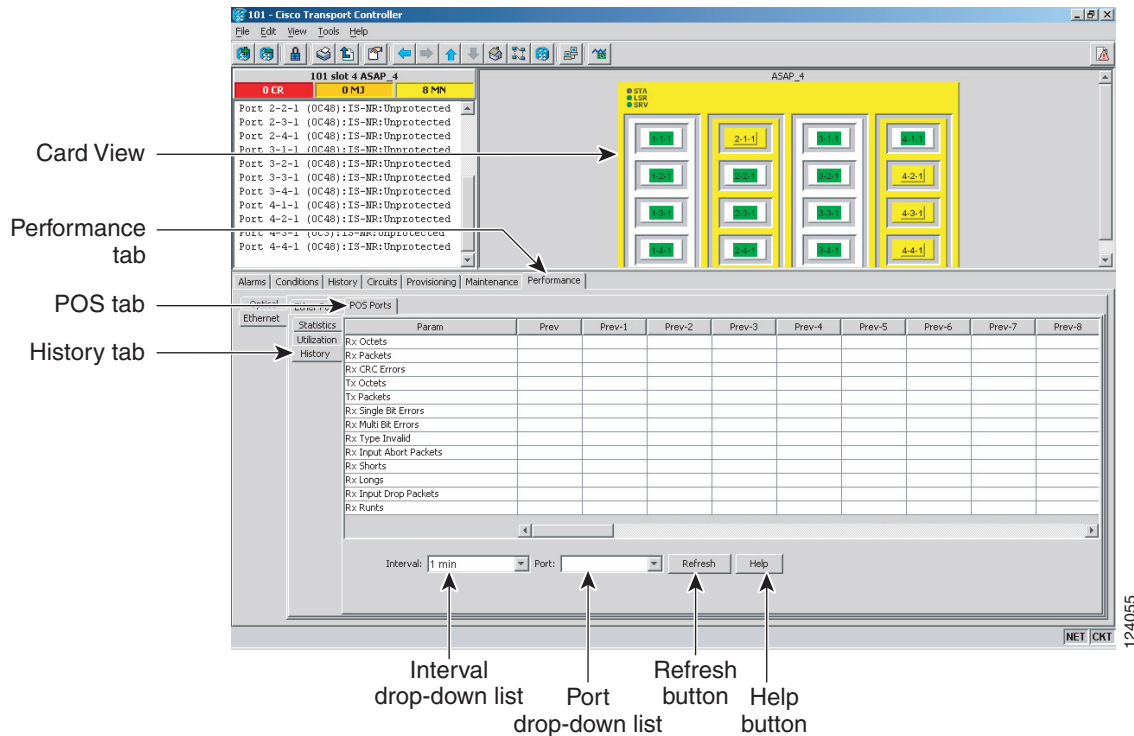 101 - Cisco Transport Controller
File Edit View Tools Help
101 slot 4 ASAP_4
0 CR 0 MJ 8 MN
Port 2-2-1 (OC48):IS-NR:Unprotected
Port 2-3-1 (OC48):IS-NR:Unprotected
Port 2-4-1 (OC48):IS-NR:Unprotected
Port 3-1-1 (OC48):IS-NR:Unprotected
Port 3-2-1 (OC48):IS-NR:Unprotected
Port 3-3-1 (OC48):IS-NR:Unprotected
Port 3-4-1 (OC48):IS-NR:Unprotected
Port 4-1-1 (OC48):IS-NR:Unprotected
Port 4-2-1 (OC48):IS-NR:Unprotected
Port 4-3-1 (OC3):IS-NR:Unprotected
Port 4-4-1 (OC48):IS-NR:Unprotected
ASAP_4
STA
LSR
SRV
1-1-1 2-1-1 3-1-1 4-1-1
1-2-1 2-2-1 3-2-1 4-2-1
1-3-1 2-3-1 3-3-1 4-3-1
1-4-1 2-4-1 3-4-1 4-4-1
Card View
Performance
tab
POS tab
History tab
Alarms Conditions History Circuits Provisioning Maintenance Performance
Optical
Ethernet
Ether Po
POS Ports
Statistics
Utilization
History
Param Prev Prev-1 Prev-2 Prev-3 Prev-4 Prev-5 Prev-6 Prev-7 Prev-8
Rx Octets
Rx Packets
Rx CRC Errors
Tx Octets
Tx Packets
Rx Single Bit Errors
Rx Multi Bit Errors
Rx Type Invalid
Rx Input Abort Packets
Rx Shorts
Rx Longs
Rx Input Drop Packets
Rx Runts
Interval: 1 min Port: Refresh Help
NET CKT
124055
Interval
drop-down list
Port
drop-down list
Refresh
button
Help
button